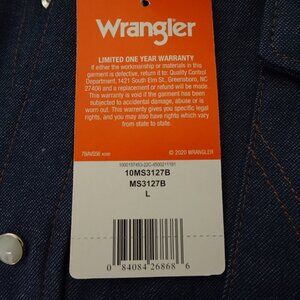 Wrangler
LIMITED ONE YEAR WARRANTY
If either the workmanship or materials in this
garment is defective, return it to: Quality Control
Department, 1421 South Elm St., Greensboro, NC
27406 and a replacement or refund will be made.
This warranty is void if the garment has been
subjected to accidental damage, abuse or is
worn out. This warranty gives you specific legal
rights, and you may also have rights which vary
from state to state.
© 2020 WRANGLER
10MS3127B
MS3127B
L
0 84084 26868 6